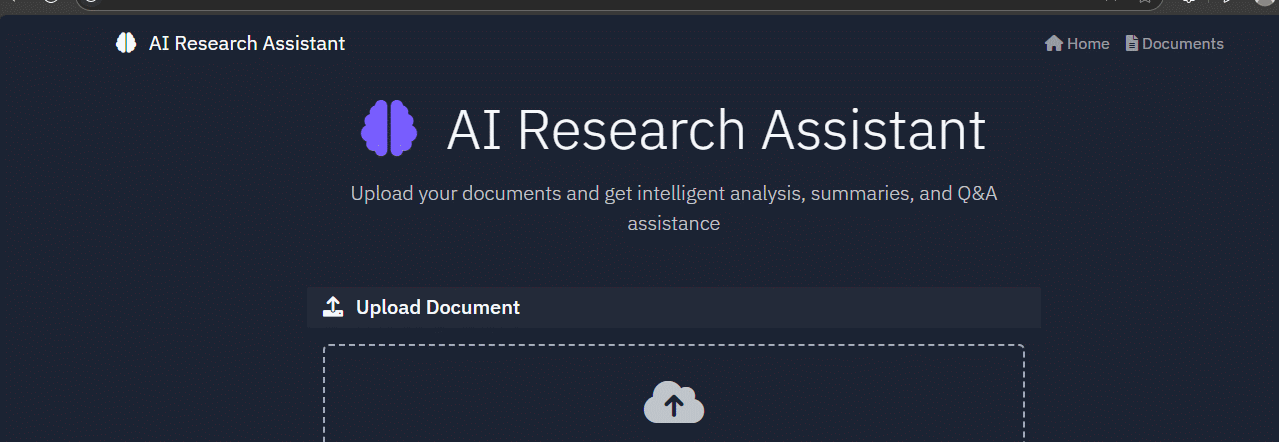 AI Research Assistant
Home
Documents
AI Research Assistant
Upload your documents and get intelligent analysis, summaries, and Q&A
assistance
Upload Document